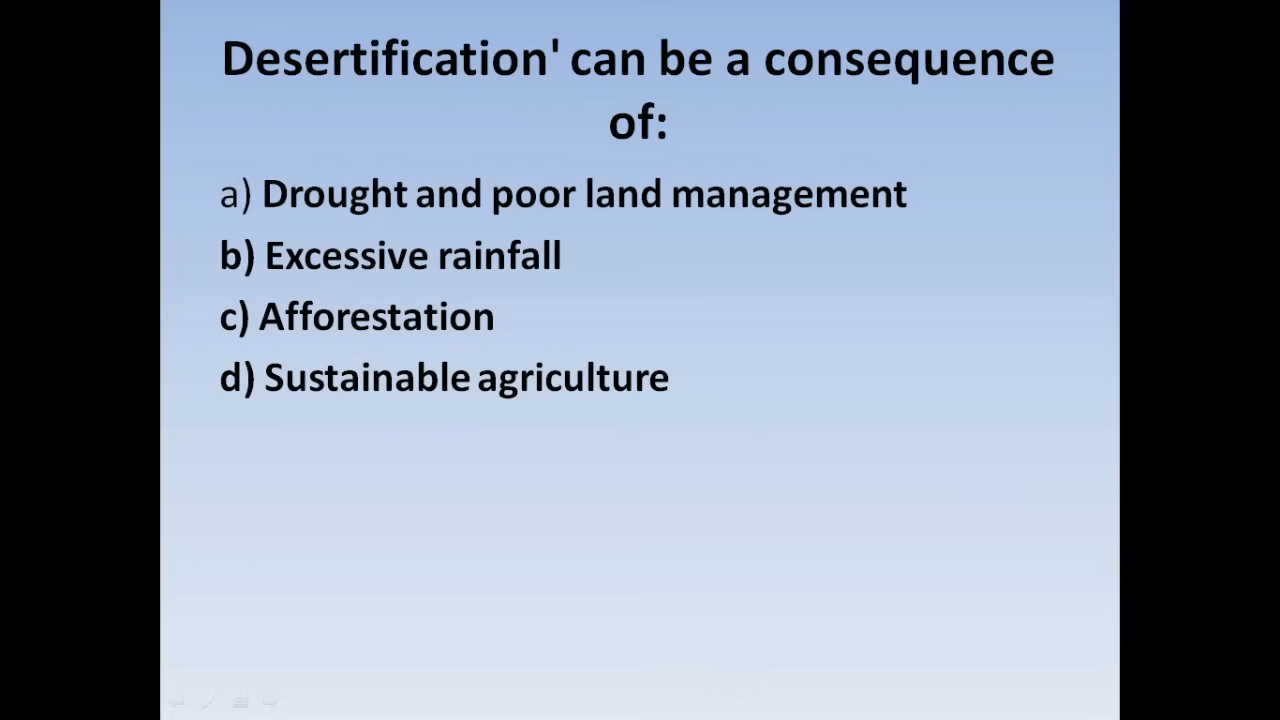 Desertification' can be a consequence
of:
a) Drought and poor land management
b) Excessive rainfall
c) Afforestation
d) Sustainable agriculture